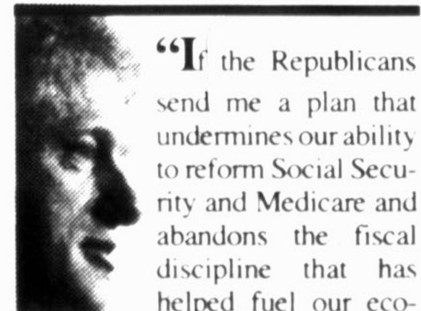 “If the Republicans
send me a plan that
undermines our ability
to reform Social Secu-
rity and Medicare and
abandons the fiscal
discipline that has
helped fuel our eco-